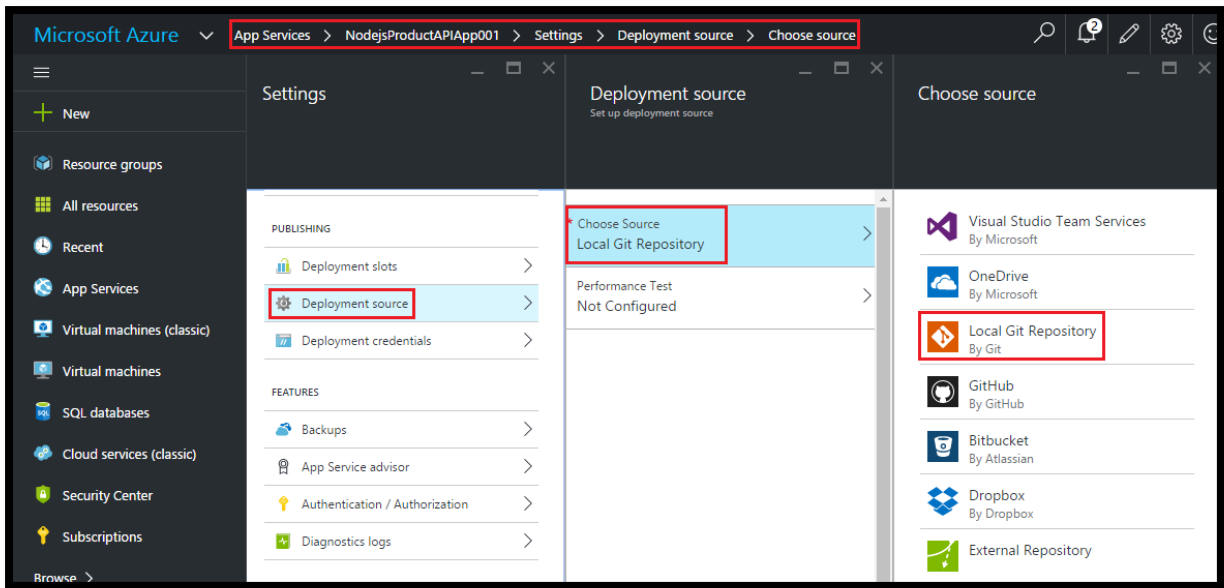 Microsoft Azure
App Services > NodejsProductAPIApp001 > Settings > Deployment source > Choose source
2
New
Resource groups
All resources
Recent
App Services
Virtual machines (classic)
Virtual machines
SQL databases
Cloud services (classic)
Security Center
Subscriptions
Browse >
Settings
PUBLISHING
Deployment slots
Deployment source
Deployment credentials
FEATURES
Backups
App Service advisor
Authentication / Authorization
Diagnostics logs
Deployment source
Set up deployment source
* Choose Source
Local Git Repository
Performance Test
Not Configured
Choose source
Visual Studio Team Services
By Microsoft
OneDrive
By Microsoft
Local Git Repository
By Git
GitHub
By GitHub
Bitbucket
By Atlassian
Dropbox
By Dropbox
External Repository